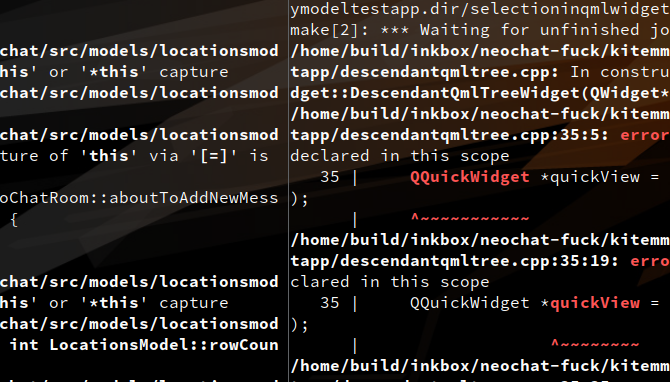 chat/src/models/locationsmod
his' or '*this' capture
chat/src/models/locationsmod
chat/src/models/locationsmod
ture of 'this' via '[=]' is
oChatRoom::aboutToAddNewMess
{
chat/src/models/locationsmod
his' or '*this' capture
chat/src/models/locationsmod
int LocationsModel::rowCoun
ymodeltestapp.dir/selectioninqmlwidget
make[2]: *** Waiting for unfinished jo
/home/build/inkbox/neochat-fuck/kitemm
tapp/descendantqmltree.cpp: In constru
dget::DescendantQmlTreeWidget(QWidget*
/home/build/inkbox/neochat-fuck/kitemm
tapp/descendantqmltree.cpp:35:5: error
declared in this scope
35 | QQuickWidget *quickView =
);
| ^~~~~~~~~~~~
/home/build/inkbox/neochat-fuck/kitemm
tapp/descendantqmltree.cpp:35:19: erro
clared in this scope
35 | QQuickWidget *quickView =
);
| ^~~~~~~~~
/home/build/inkbox/neochat-fuck/kitemm